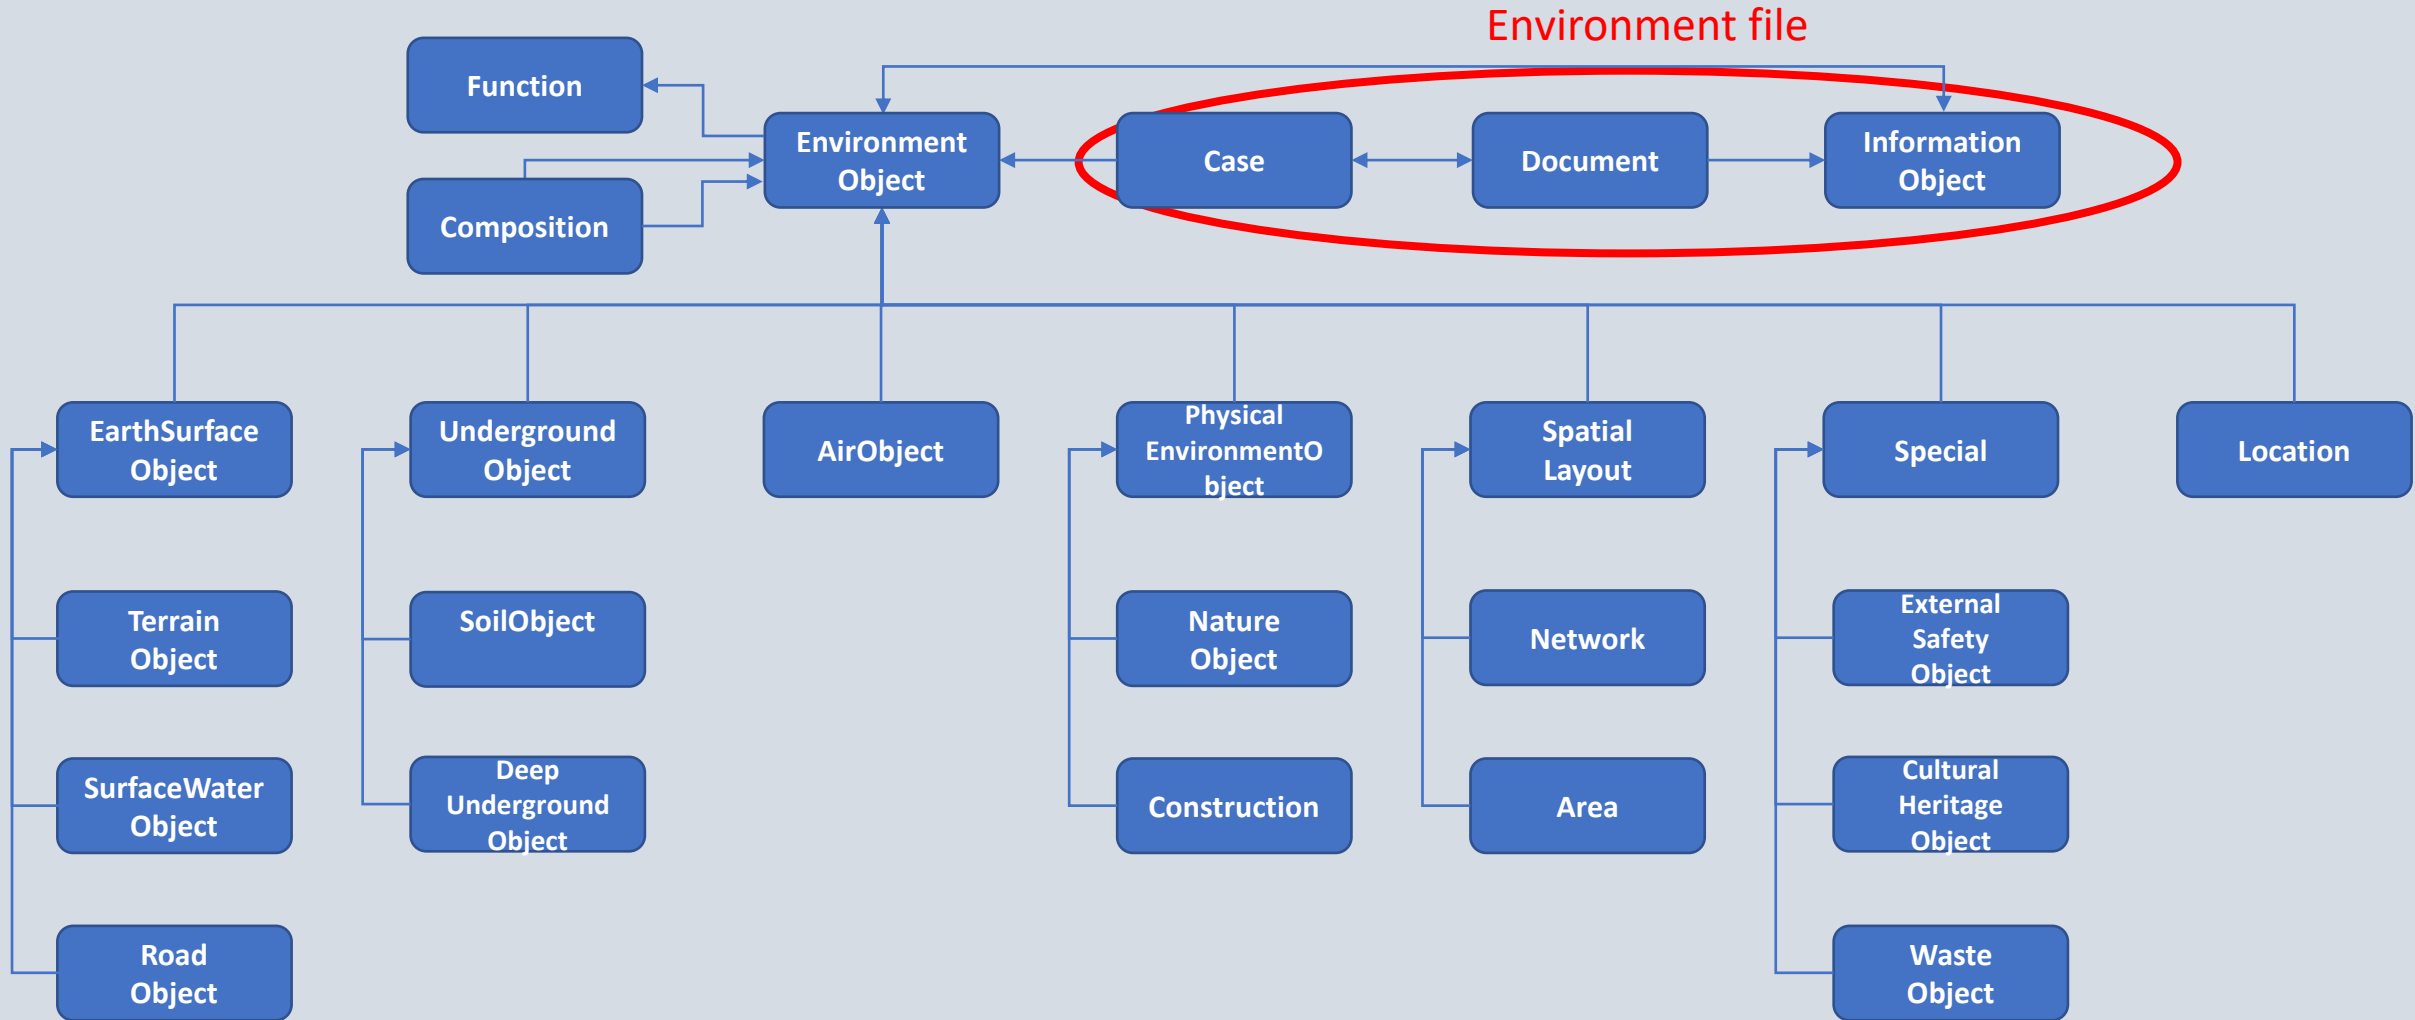 Environment file
Function
Environment
Object
Case
Document
Information
Object
Composition
EarthSurface
Object
Underground
Object
AirObject
Physical
EnvironmentO
bject
Spatial
Layout
Special
Location
Terrain
Object
SoilObject
Nature
Object
Network
External
Safety
Object
SurfaceWater
Object
Deep
Underground
Object
Construction
Area
Cultural
Heritage
Object
Road
Object
Waste
Object